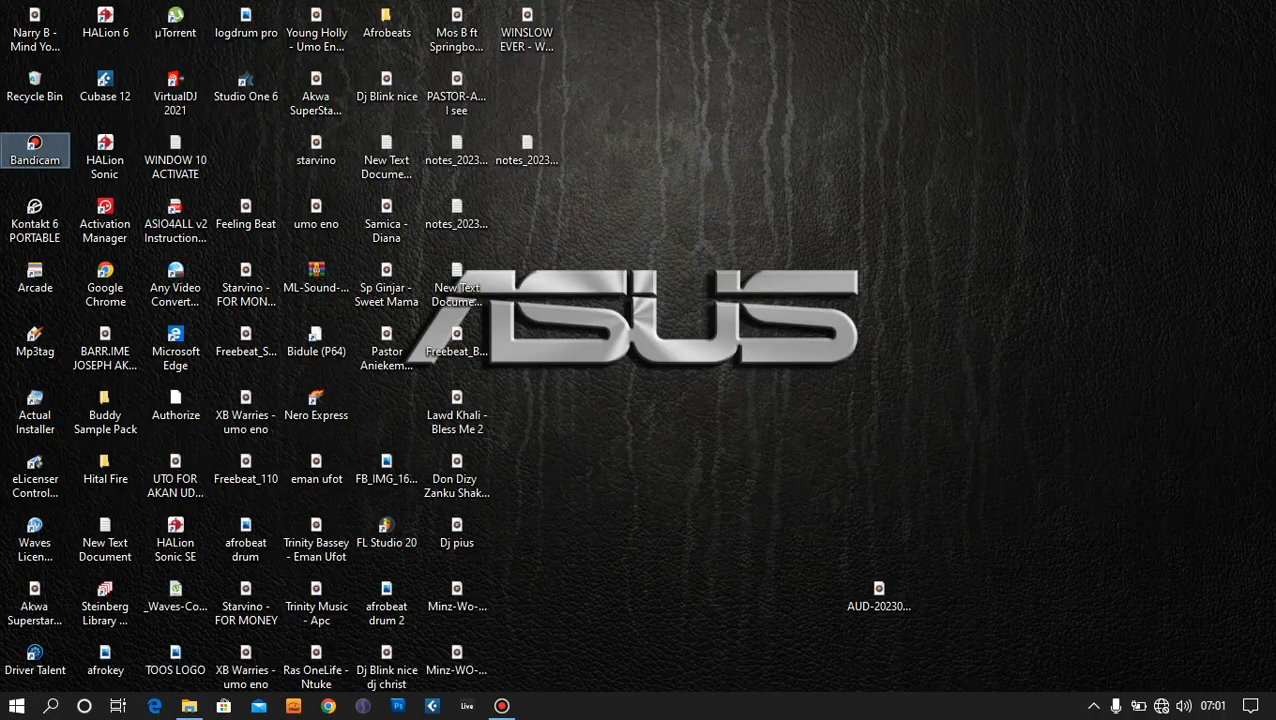 Narry B -
Mind Yo...
HALion 6
µTorrent
logdrum pro
Young Holly
- Umo En...
Afrobeats
Mos B ft
Springbo...
WINSLOW
EVER - W...
Recycle Bin
Cubase 12
VirtualDJ
2021
Studio One 6
Akwa
SuperSta...
Dj Blink nice
PASTOR-A...
I see
Bandicam
HALion
Sonic
WINDOW 10
ACTIVATE
starvino
New Text
Docume...
notes_2023...
notes_2023...
Kontakt 6
PORTABLE
Activation
Manager
ASIO4ALL v2
Instruction...
Feeling Beat
umo eno
Samica -
Diana
notes_2023...
Arcade
Google
Chrome
Any Video
Convert...
Starvino -
FOR MON...
ML-Sound-...
Sp Ginjar -
Sweet Mama
New Text
Docume...
ASUS
Mp3tag
BARR.IME
JOSEPH AK...
Microsoft
Edge
Freebeat_S...
Bidule (P64)
Pastor
Aniekem...
Freebeat_B...
Actual
Installer
Buddy
Sample Pack
Authorize
XB Warries -
umo eno
Nero Express
Lawd Khali -
Bless Me 2
eLicenser
Control...
Hital Fire
UTO FOR
AKAN UD...
Freebeat_110
eman ufot
FB_IMG_16...
Don Dizy
Zanku Shak...
Waves
Licen...
New Text
Document
HALion
Sonic SE
afrobeat
drum
Trinity Bassey
- Eman Ufot
FL Studio 20
Dj pius
Akwa
Superstar...
Steinberg
Library ...
_Waves-Co...
Starvino -
FOR MONEY
Trinity Music
- Apc
afrobeat
drum 2
Minz-Wo-...
AUD-20230...
Driver Talent
afrokey
TOOS LOGO
XB Warries -
umo eno
Ras OneLife -
Ntuke
Dj Blink nice
dj christ
Minz-WO-...
Ps
Live
07:01